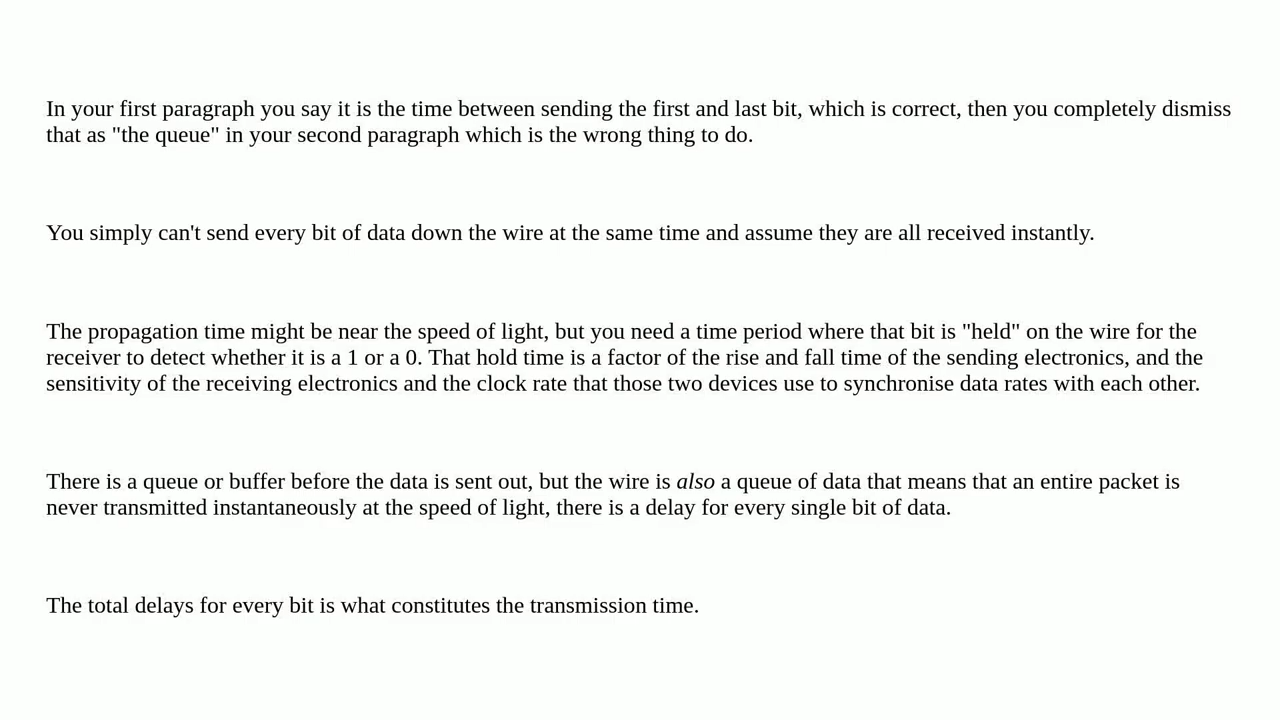 In your first paragraph you say it is the time between sending the first and last bit, which is correct, then you completely dismiss
that as "the queue" in your second paragraph which is the wrong thing to do.
You simply can't send every bit of data down the wire at the same time and assume they are all received instantly.
The propagation time might be near the speed of light, but you need a time period where that bit is "held" on the wire for the
receiver to detect whether it is a 1 or a 0. That hold time is a factor of the rise and fall time of the sending electronics, and the
sensitivity of the receiving electronics and the clock rate that those two devices use to synchronise data rates with each other.
There is a queue or buffer before the data is sent out, but the wire is also a queue of data that means that an entire packet is
never transmitted instantaneously at the speed of light, there is a delay for every single bit of data.
The total delays for every bit is what constitutes the transmission time.